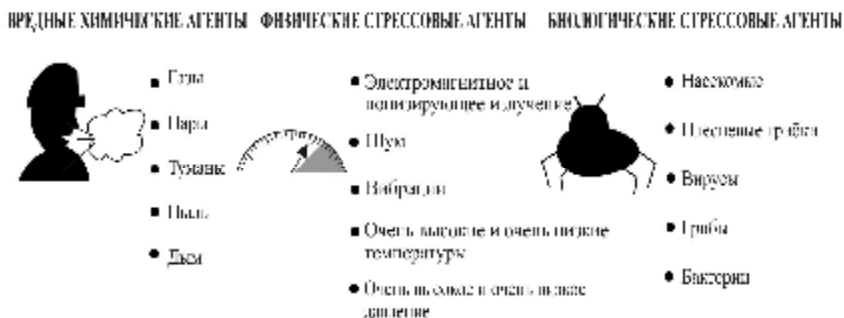 ВРЕДНЫЕ ХИМИЧЕСКИЕ АГЕНТЫ
Газы
Пары
Туманы
Пыль
Дым
ФИЗИЧЕСКИЕ СТРЕССОВЫЕ АГЕНТЫ
Электромагнитное и
ионизирующее излучение
Шум
Вибрации
Очень высокие и очень низкие
температуры
Очень высокое и очень низкое
давление
БИОЛОГИЧЕСКИЕ СТРЕССОВЫЕ АГЕНТЫ
Насекомые
Плесневые грибки
Вирусы
Грибы
Бактерии